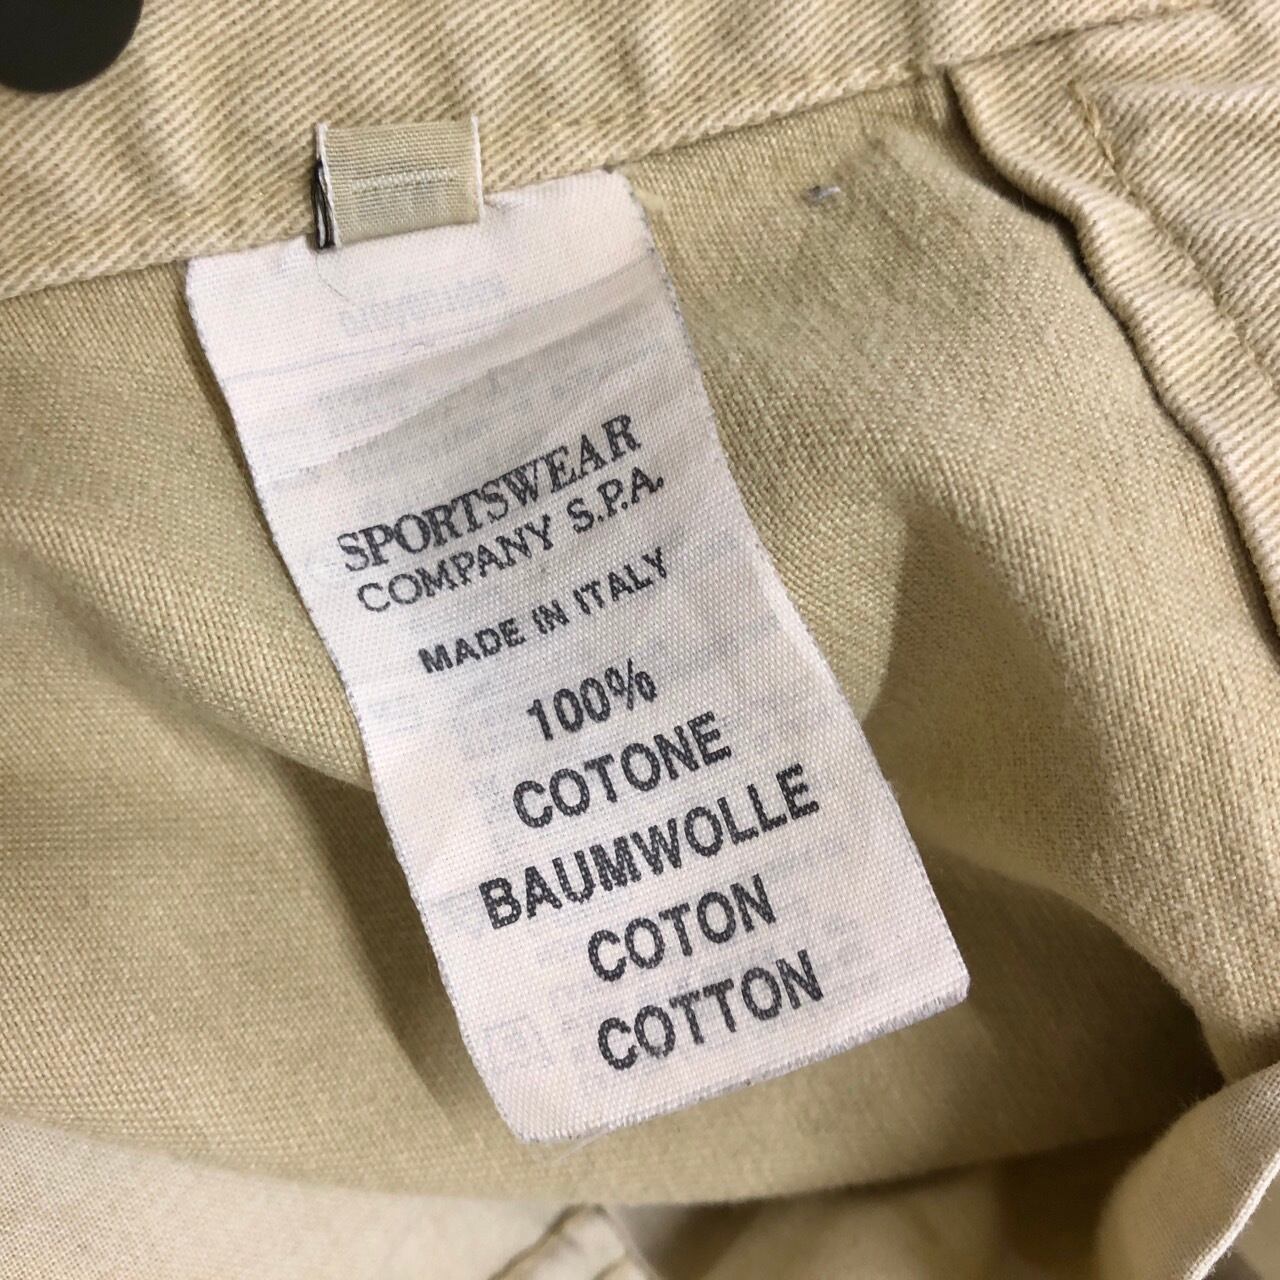 SPORTSWEAR
COMPANY S.P.A.
MADE IN ITALY
100%
COTONE
BAUMWOLLE
COTON
COTTON